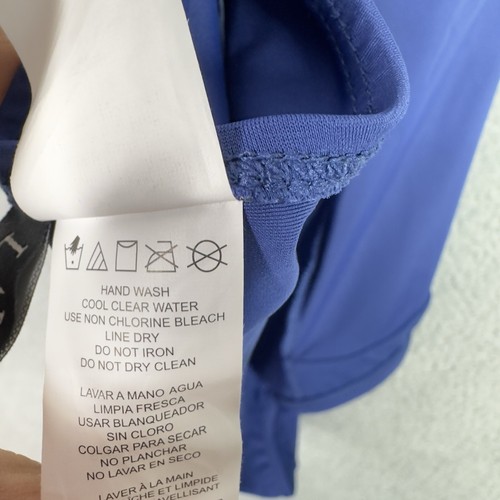 HAND WASH
COOL CLEAR WATER
USE NON CHLORINE BLEACH
LINE DRY
DO NOT IRON
DO NOT DRY CLEAN
LAVAR A MANO AGUA
LIMPIA FRESCA
USAR BLANQUEADOR
SIN CLORO
COLGAR PARA SECAR
NO PLANCHAR
NO LAVAR EN SECO
LAVER À LA MAIN
ET LIMPIDE